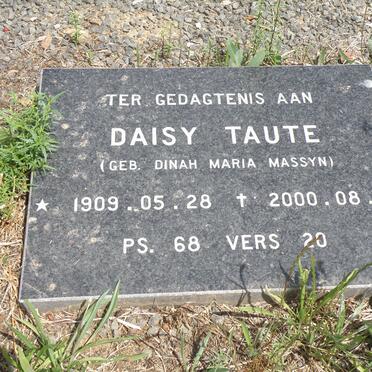 TER GEDAGTENIS AAN
DAISY TAUTE
(GEB. DINAH MARIA MASSYN)
★ 1909.05.28 ✝ 2000.08.
PS. 68 VERS 20